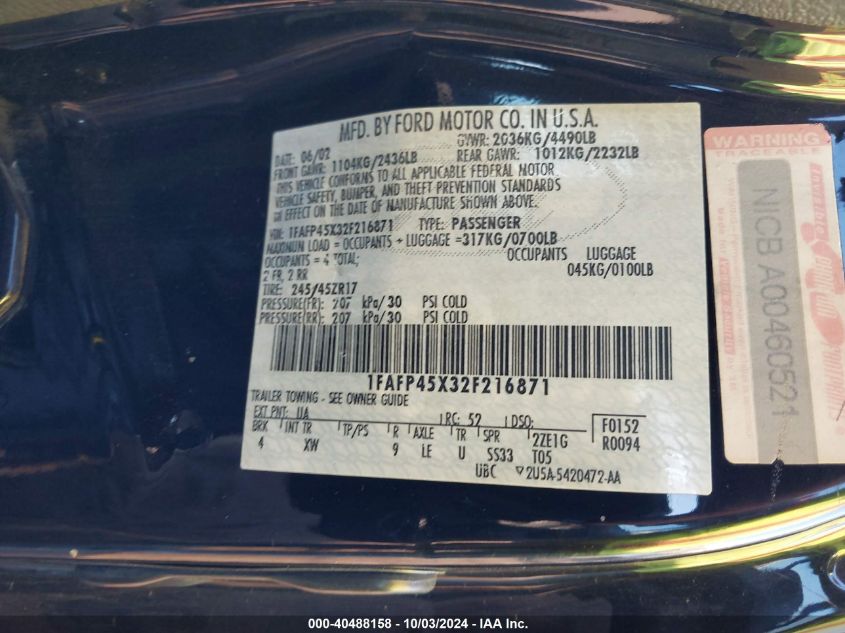 MFD. BY FORD MOTOR CO. IN U.S.A.
DATE: 06/02 GVWR: 2036KG/4490LB
FRONT GAWR: 1104KG/2436LB REAR GAWR: 1012KG/2232LB
THIS VEHICLE CONFORMS TO ALL APPLICABLE FEDERAL MOTOR
VEHICLE SAFETY, BUMPER, AND THEFT PREVENTION STANDARDS
IN EFFECT ON THE DATE OF MANUFACTURE SHOWN ABOVE.
VIN: 1FAFP45X32F216871 TYPE: PASSENGER
MAXIMUM LOAD = OCCUPANTS + LUGGAGE =317KG/0700LB
OCCUPANTS = 4 TOTAL; OCCUPANTS LUGGAGE
2 FR, 2 RR 045KG/0100LB
TIRE: 245/45ZR17
PRESSURE(FR): 207 kPa/30 PSI COLD
PRESSURE(RR): 207 kPa/30 PSI COLD
1FAFP45X32F216871
TRAILER TOWING - SEE OWNER GUIDE
EXT PNT: UA RC: 52 DSO: F0152
BRK INT TR TP/PS R AXLE TR SPR 2ZE1G R0094
4 XW 9 LE U SS33 T05
UBC 2U5A-5420472-AA
WARNING
NICB A00460521
000-40488158 - 10/03/2024 - IAA Inc.